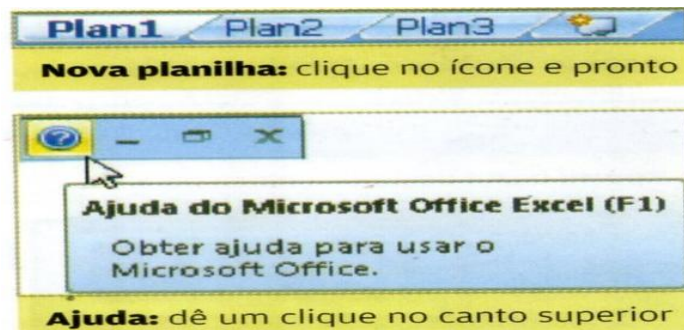 Plan1 Plan2 Plan3
Nova planilha: clique no ícone e pronto
Ajuda do Microsoft Office Excel (F1)
Obter ajuda para usar o
Microsoft Office.
Ajuda: dê um clique no canto superior